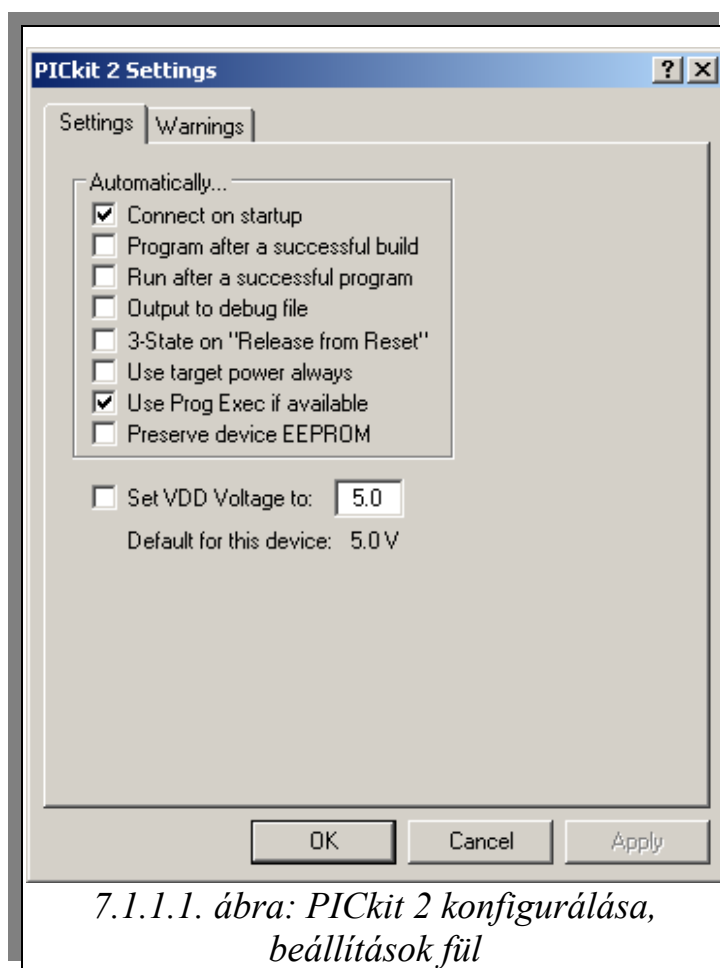 PICkit 2 Settings
Settings
Warnings
Automatically...
Connect on startup
Program after a successful build
Run after a successful program
Output to debug file
3-State on "Release from Reset"
Use target power always
Use Prog Exec if available
Preserve device EEPROM
Set VDD Voltage to: 5.0
Default for this device: 5.0 V
OK
Cancel
Apply
7.1.1.1. ábra: PICkit 2 konfigurálása,
beállítások fül